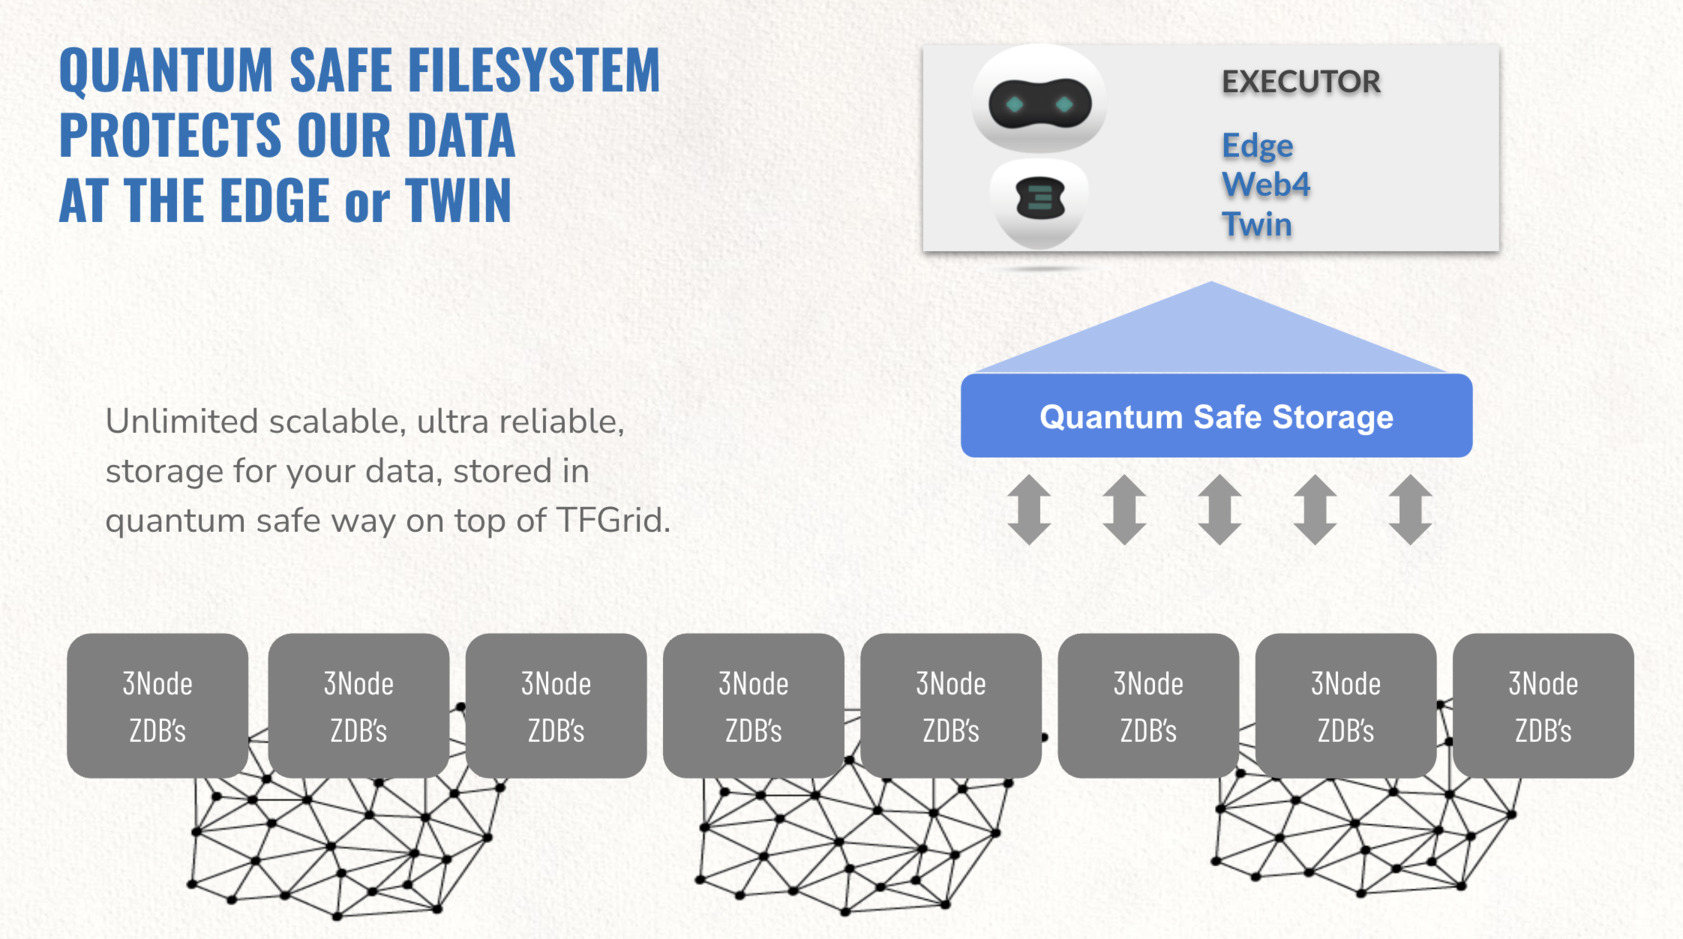 QUANTUM SAFE FILESYSTEM
PROTECTS OUR DATA
AT THE EDGE or TWIN
EXECUTOR
Edge
Web4
Twin
Unlimited scalable, ultra reliable,
storage for your data, stored in
quantum safe way on top of TFGrid.
Quantum Safe Storage
3Node
ZDB’s
3Node
ZDB’s
3Node
ZDB’s
3Node
ZDB’s
3Node
ZDB’s
3Node
ZDB’s
3Node
ZDB’s
3Node
ZDB’s